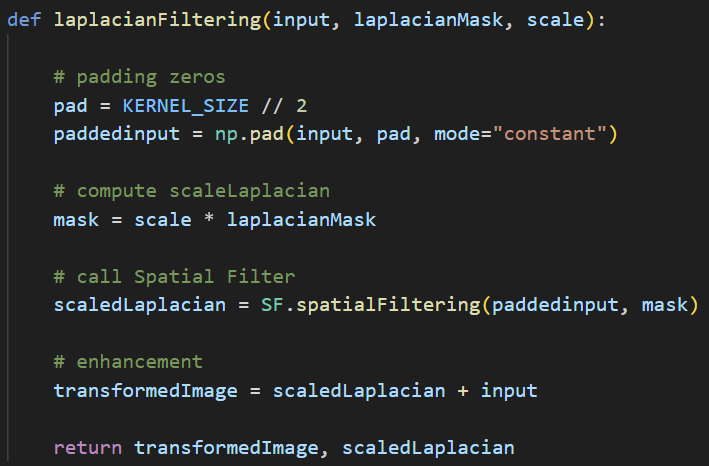 def laplacianFiltering(input, laplacianMask, scale):
# padding zeros
pad = KERNEL_SIZE // 2
paddedinput = np.pad(input, pad, mode="constant")
# compute scaleLaplacian
mask = scale * laplacianMask
# call Spatial Filter
scaledLaplacian = SF.spatialFiltering(paddedinput, mask)
# enhancement
transformedImage = scaledLaplacian + input
return transformedImage, scaledLaplacian